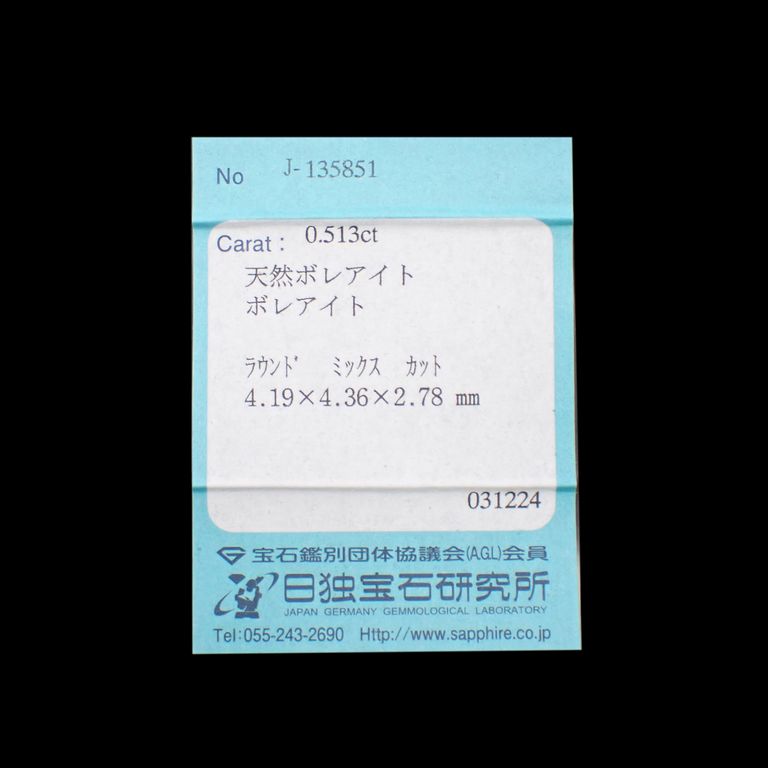 No J-135851
Carat: 0.513ct
天然ボレアイト
ボレアイト
ﾗｳﾝﾄﾞ ﾐｯｸｽ ｶｯﾄ
4.19×4.36×2.78 mm
031224
宝石鑑別団体協議会(AGL)会員
日独宝石研究所
JAPAN GERMANY GEMMOLOGICAL LABORATORY
Tel:055-243-2690 Http://www.sapphire.co.jp